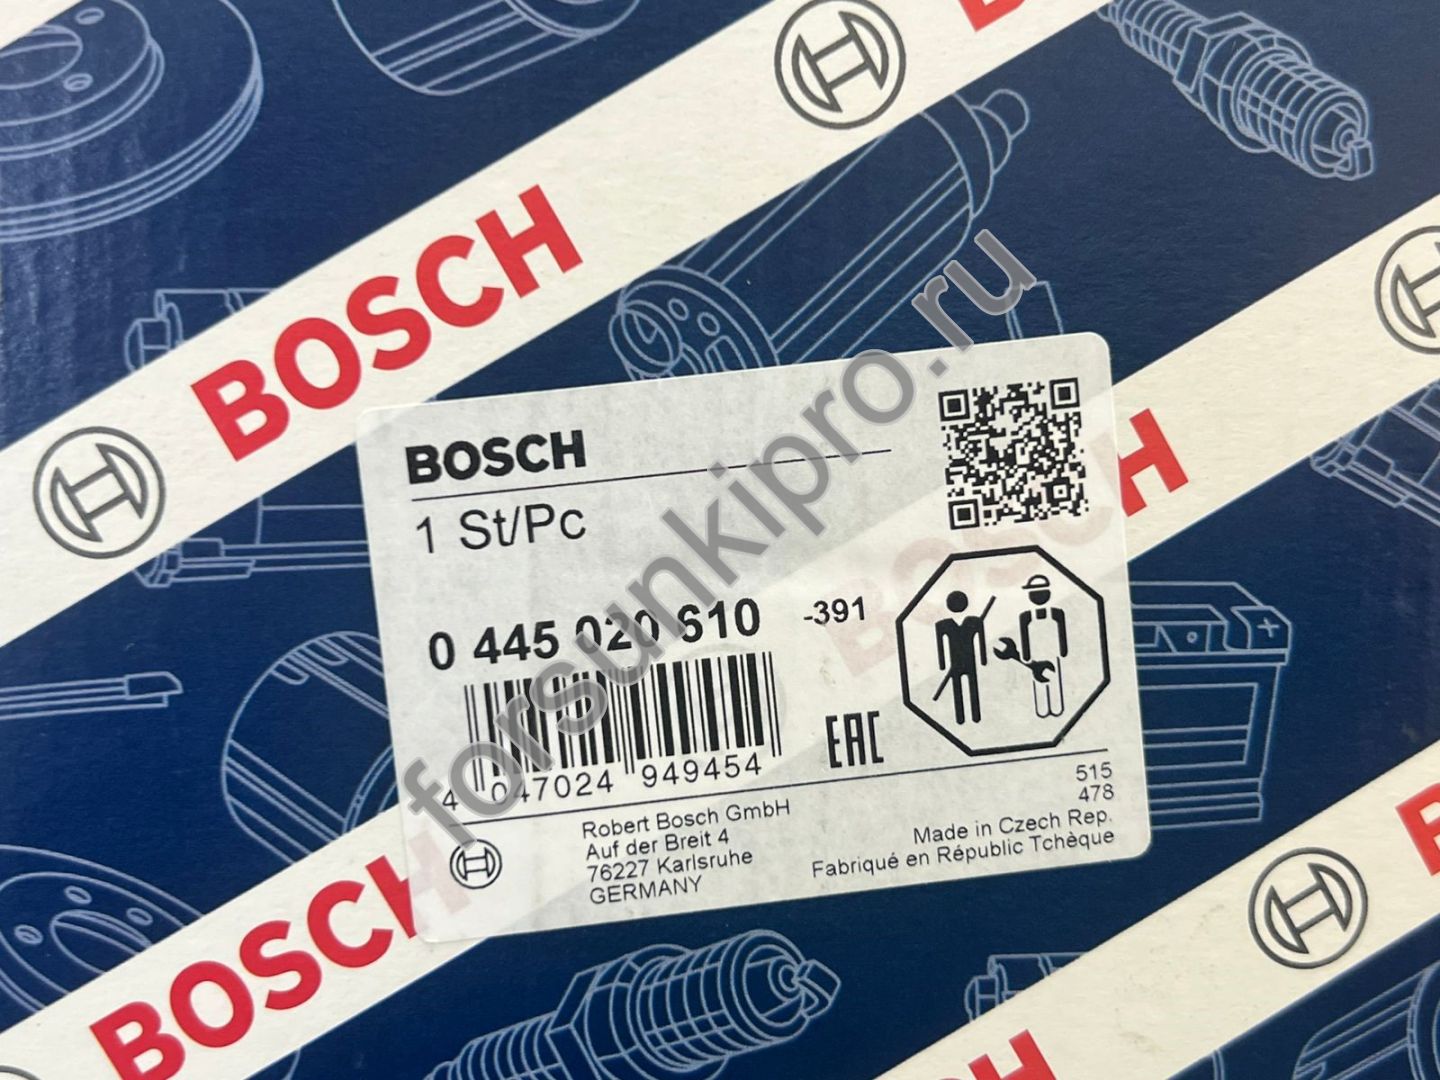 BOSCH
BOSCH
1 St/Pc
0 445 020 610
-391
EAC
4 047024 949454
515
478
Robert Bosch GmbH
Auf der Breit 4
76227 Karlsruhe
GERMANY
Made in Czech Rep.
Fabriqué en Républic Tchèque
BOSCH
BOSCH
forsunkipro.ru